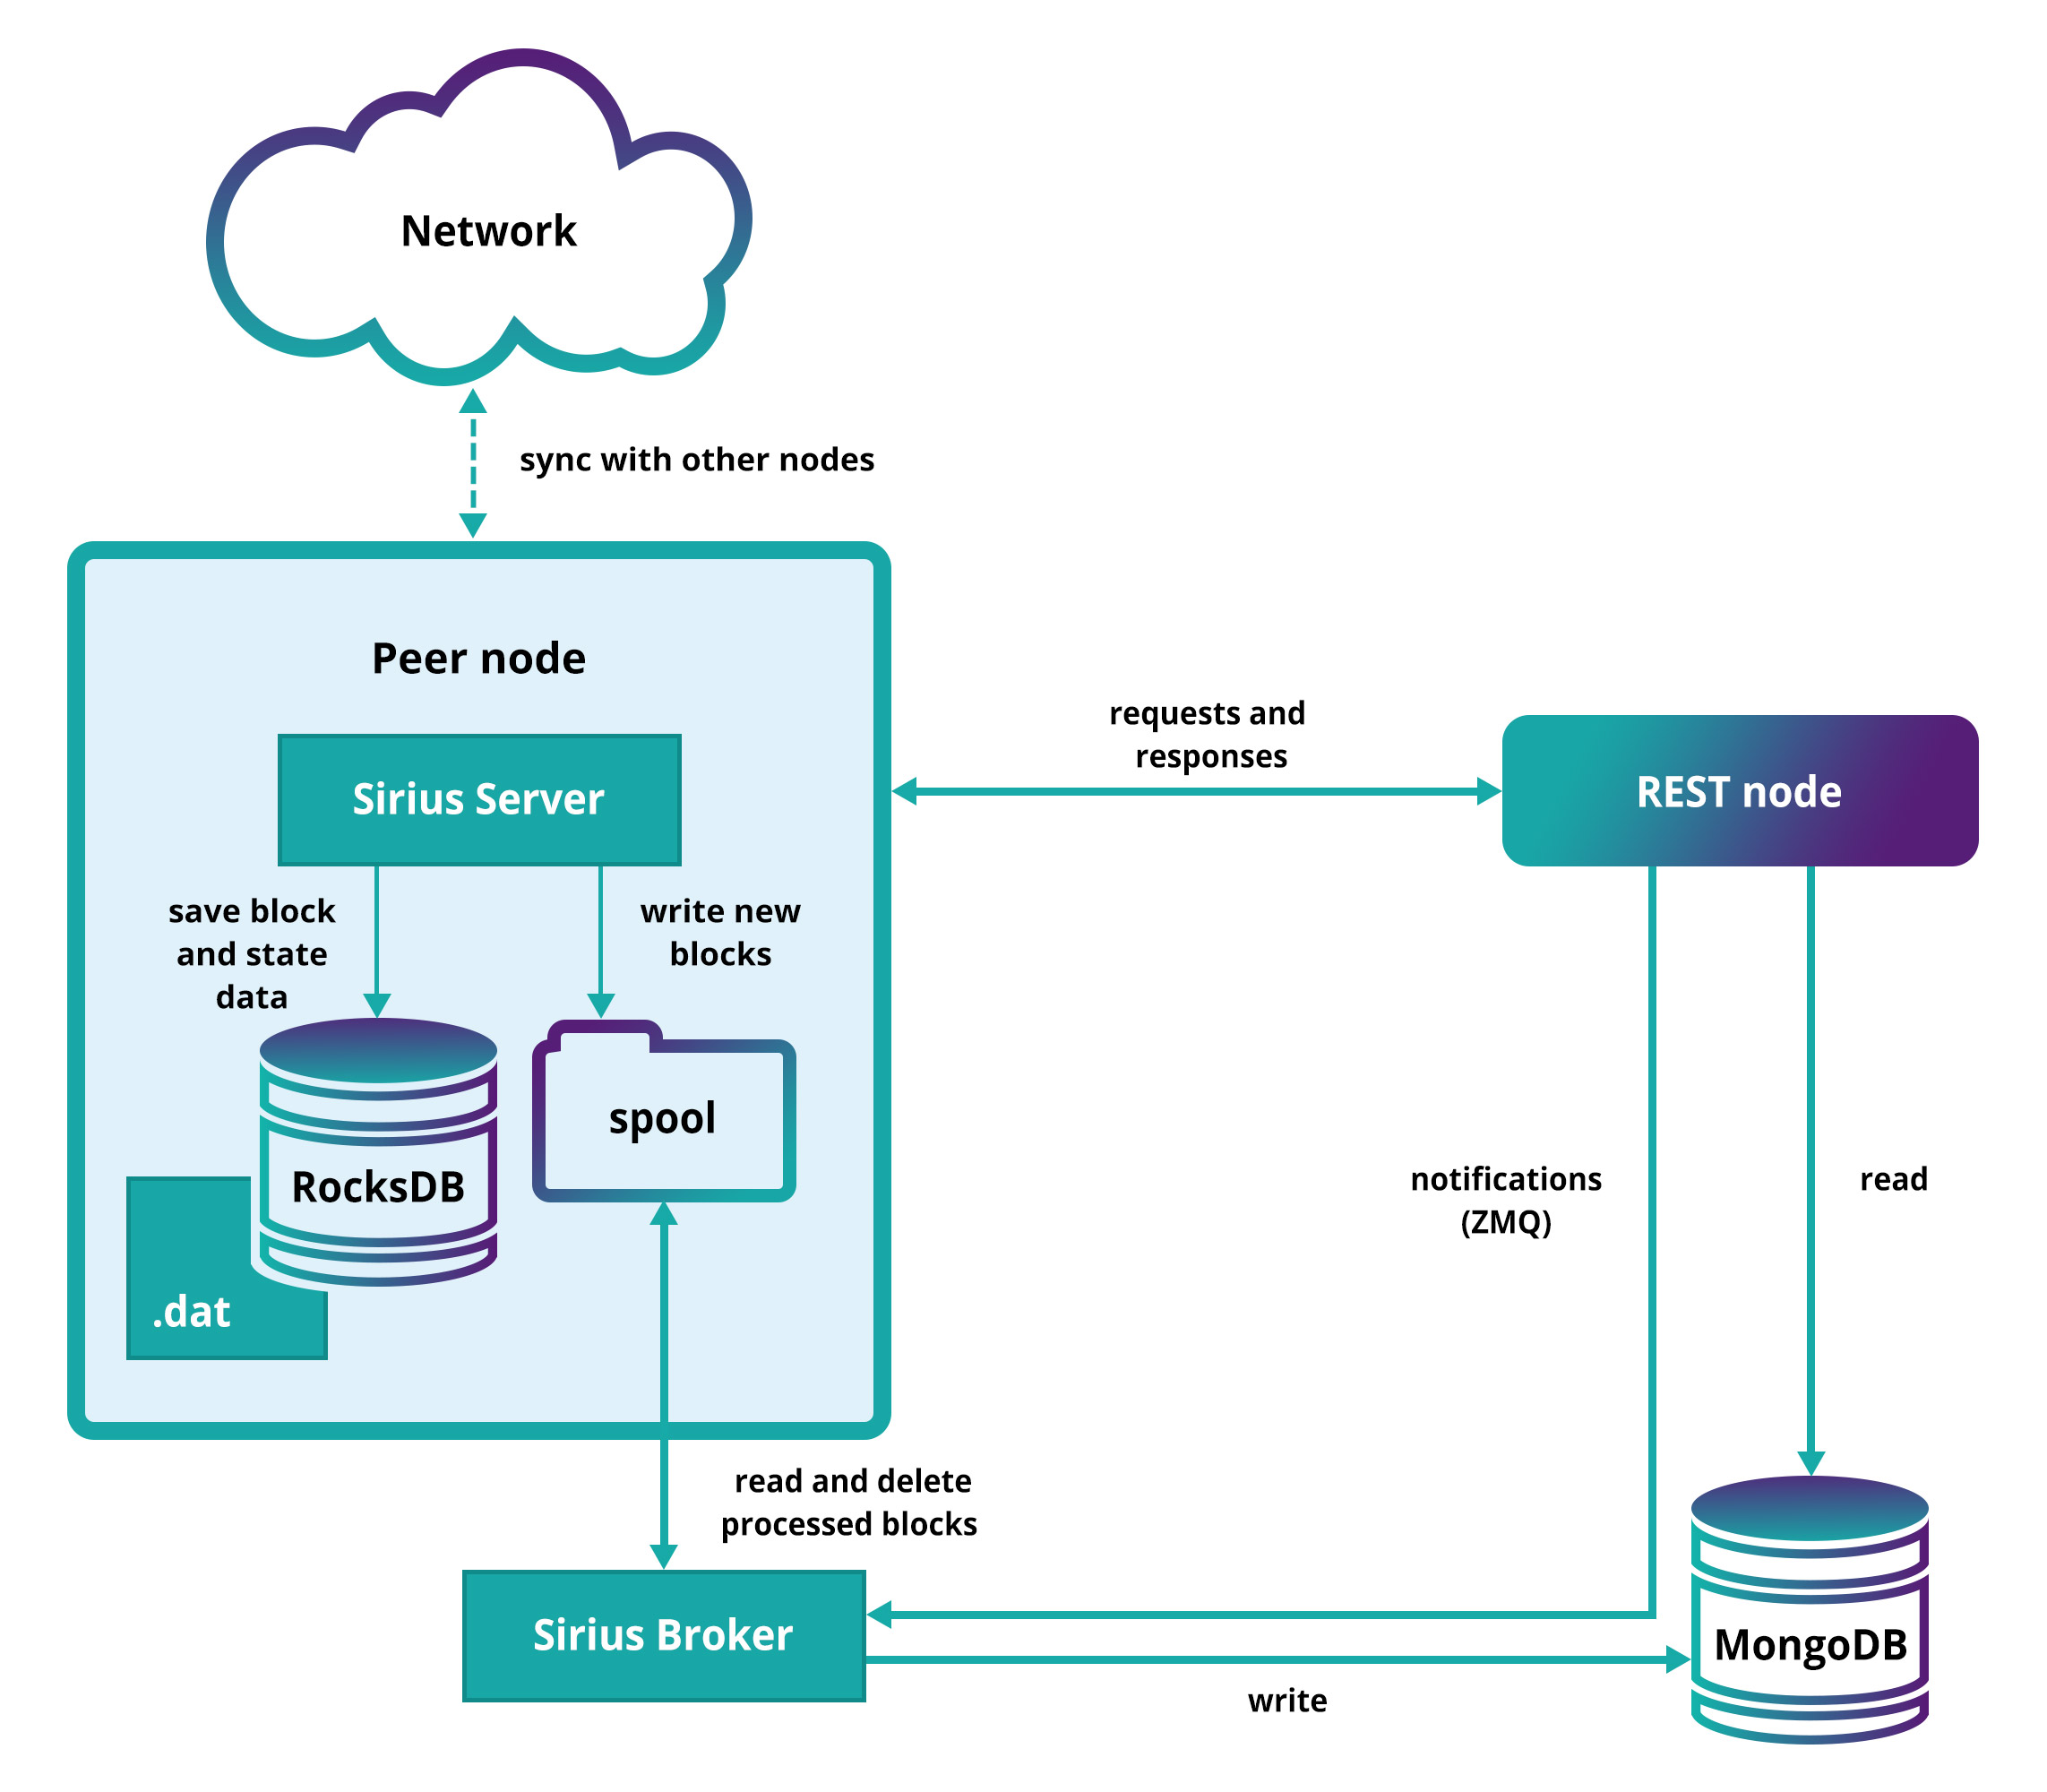 Network
sync with other nodes
Peer node
Sirius Server
save block
and state
data
write new
blocks
RocksDB
spool
.dat
requests and
responses
REST node
notifications
(ZMQ)
read
read and delete
processed blocks
Sirius Broker
write
MongoDB